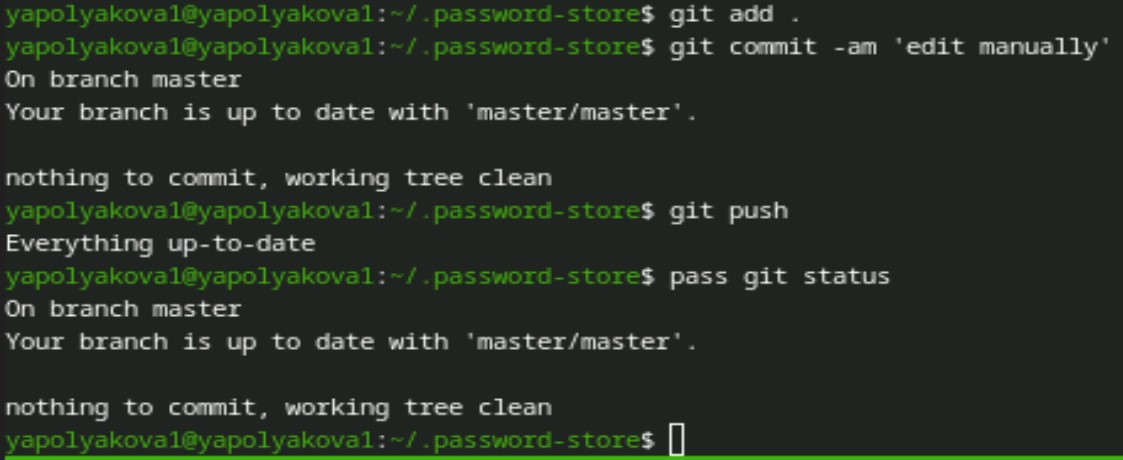 yapolyakova1@yapolyakova1:~/.password-store$ git add .
yapolyakova1@yapolyakova1:~/.password-store$ git commit -am 'edit manually'
On branch master
Your branch is up to date with 'master/master'.
nothing to commit, working tree clean
yapolyakova1@yapolyakova1:~/.password-store$ git push
Everything up-to-date
yapolyakova1@yapolyakova1:~/.password-store$ pass git status
On branch master
Your branch is up to date with 'master/master'.
nothing to commit, working tree clean
yapolyakova1@yapolyakova1:~/.password-store$